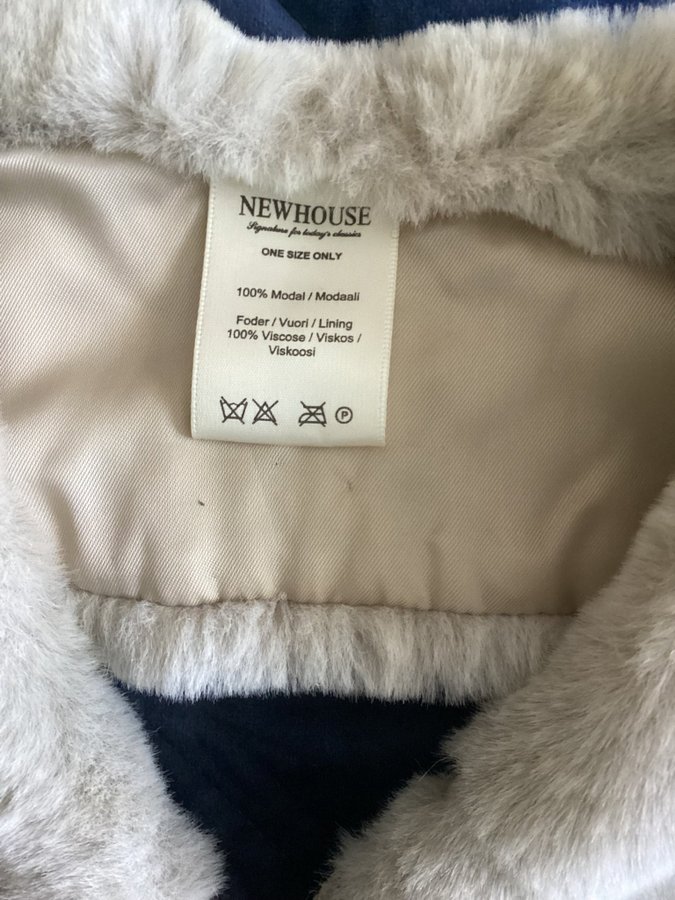 NEWHOUSE
Signature for today's classics
ONE SIZE ONLY
100% Modal / Modaali
Foder / Vuori / Lining
100% Viscose / Viskos /
Viskoosi
P